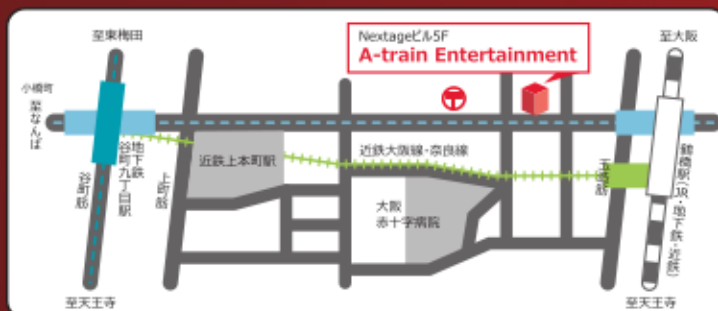 至東梅田
Nextageビル5F
A-train Entertainment
至大阪
小橋町
至なんば
地下鉄
谷町九丁目駅
谷町筋
上町筋
近鉄上本町駅
近鉄大阪線・奈良線
大阪
赤十字病院
玉造筋
鶴橋駅(JR・地下鉄・近鉄)
至天王寺
至天王寺